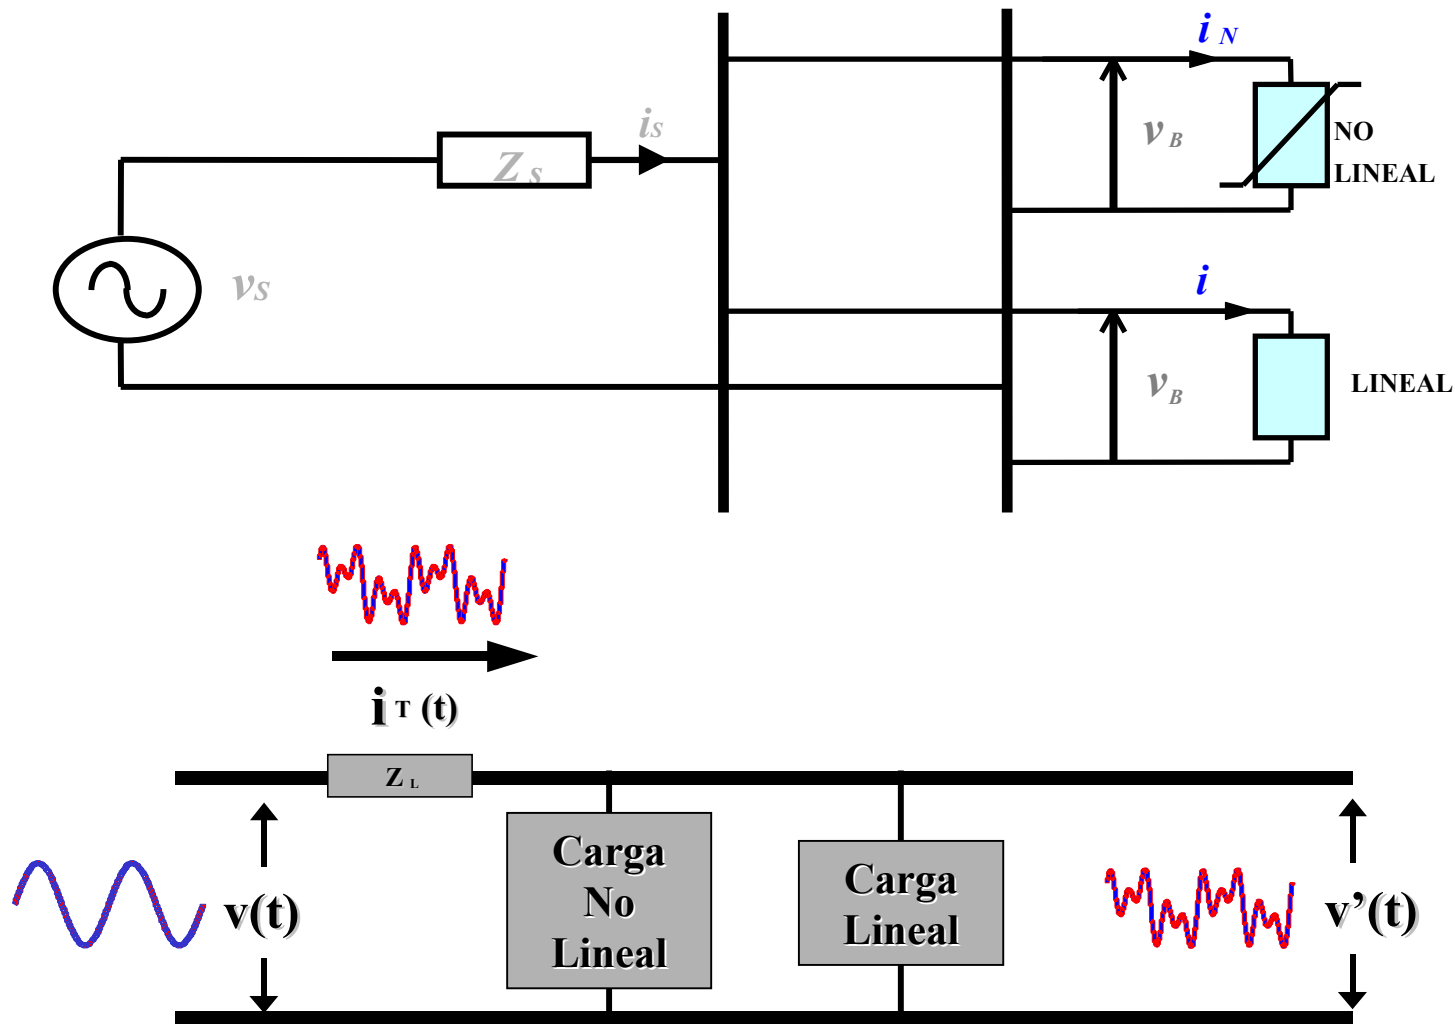 i N
v B
NO
LINEAL
i S
Z S
v S
i
v B
LINEAL
i T (t)
Z L
Carga
No
Lineal
Carga
Lineal
v(t)
v’(t)